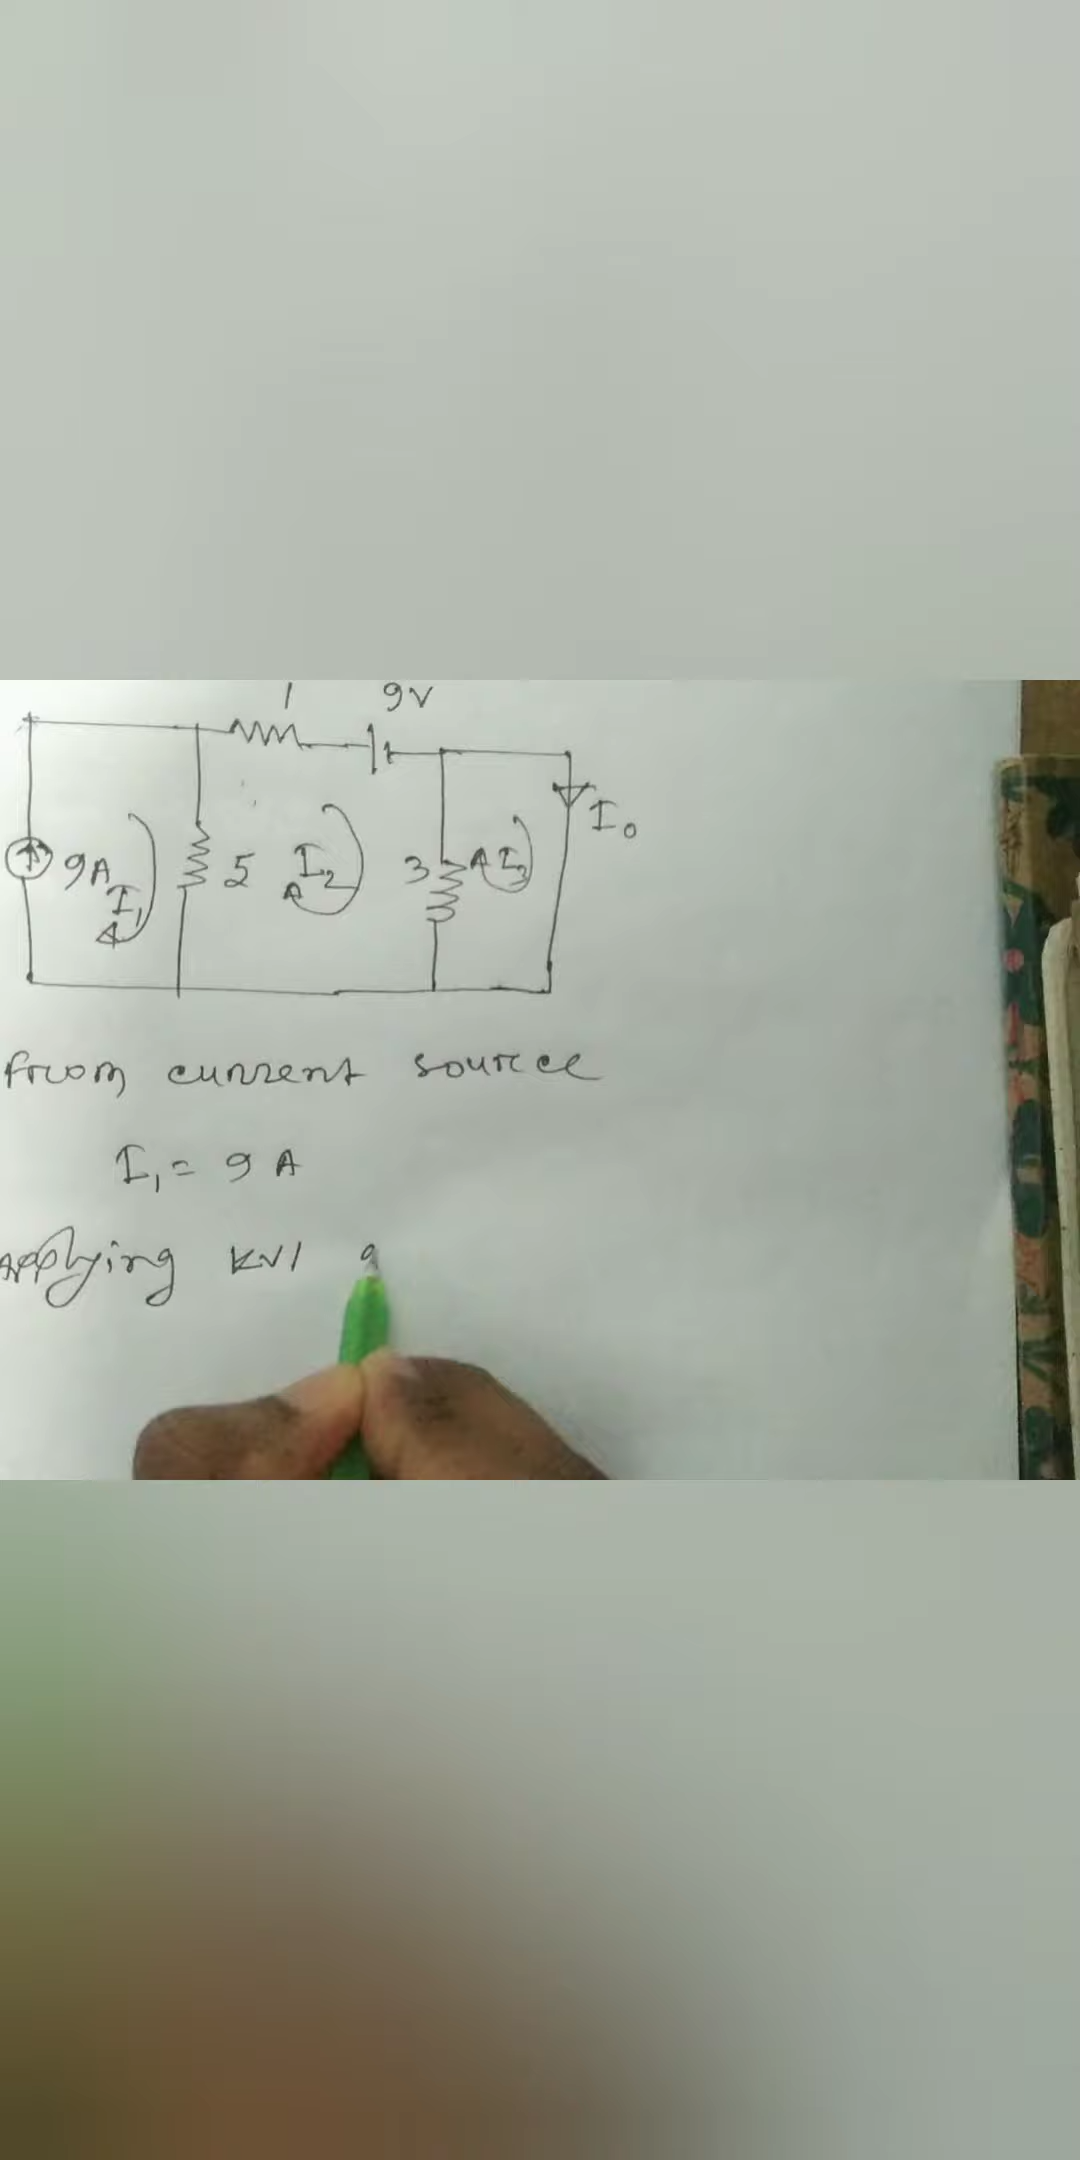 1 9V
9A I₁ 5 I₂ 3 I₃ I₀
From current source
I₁ = 9 A
Applying KVl